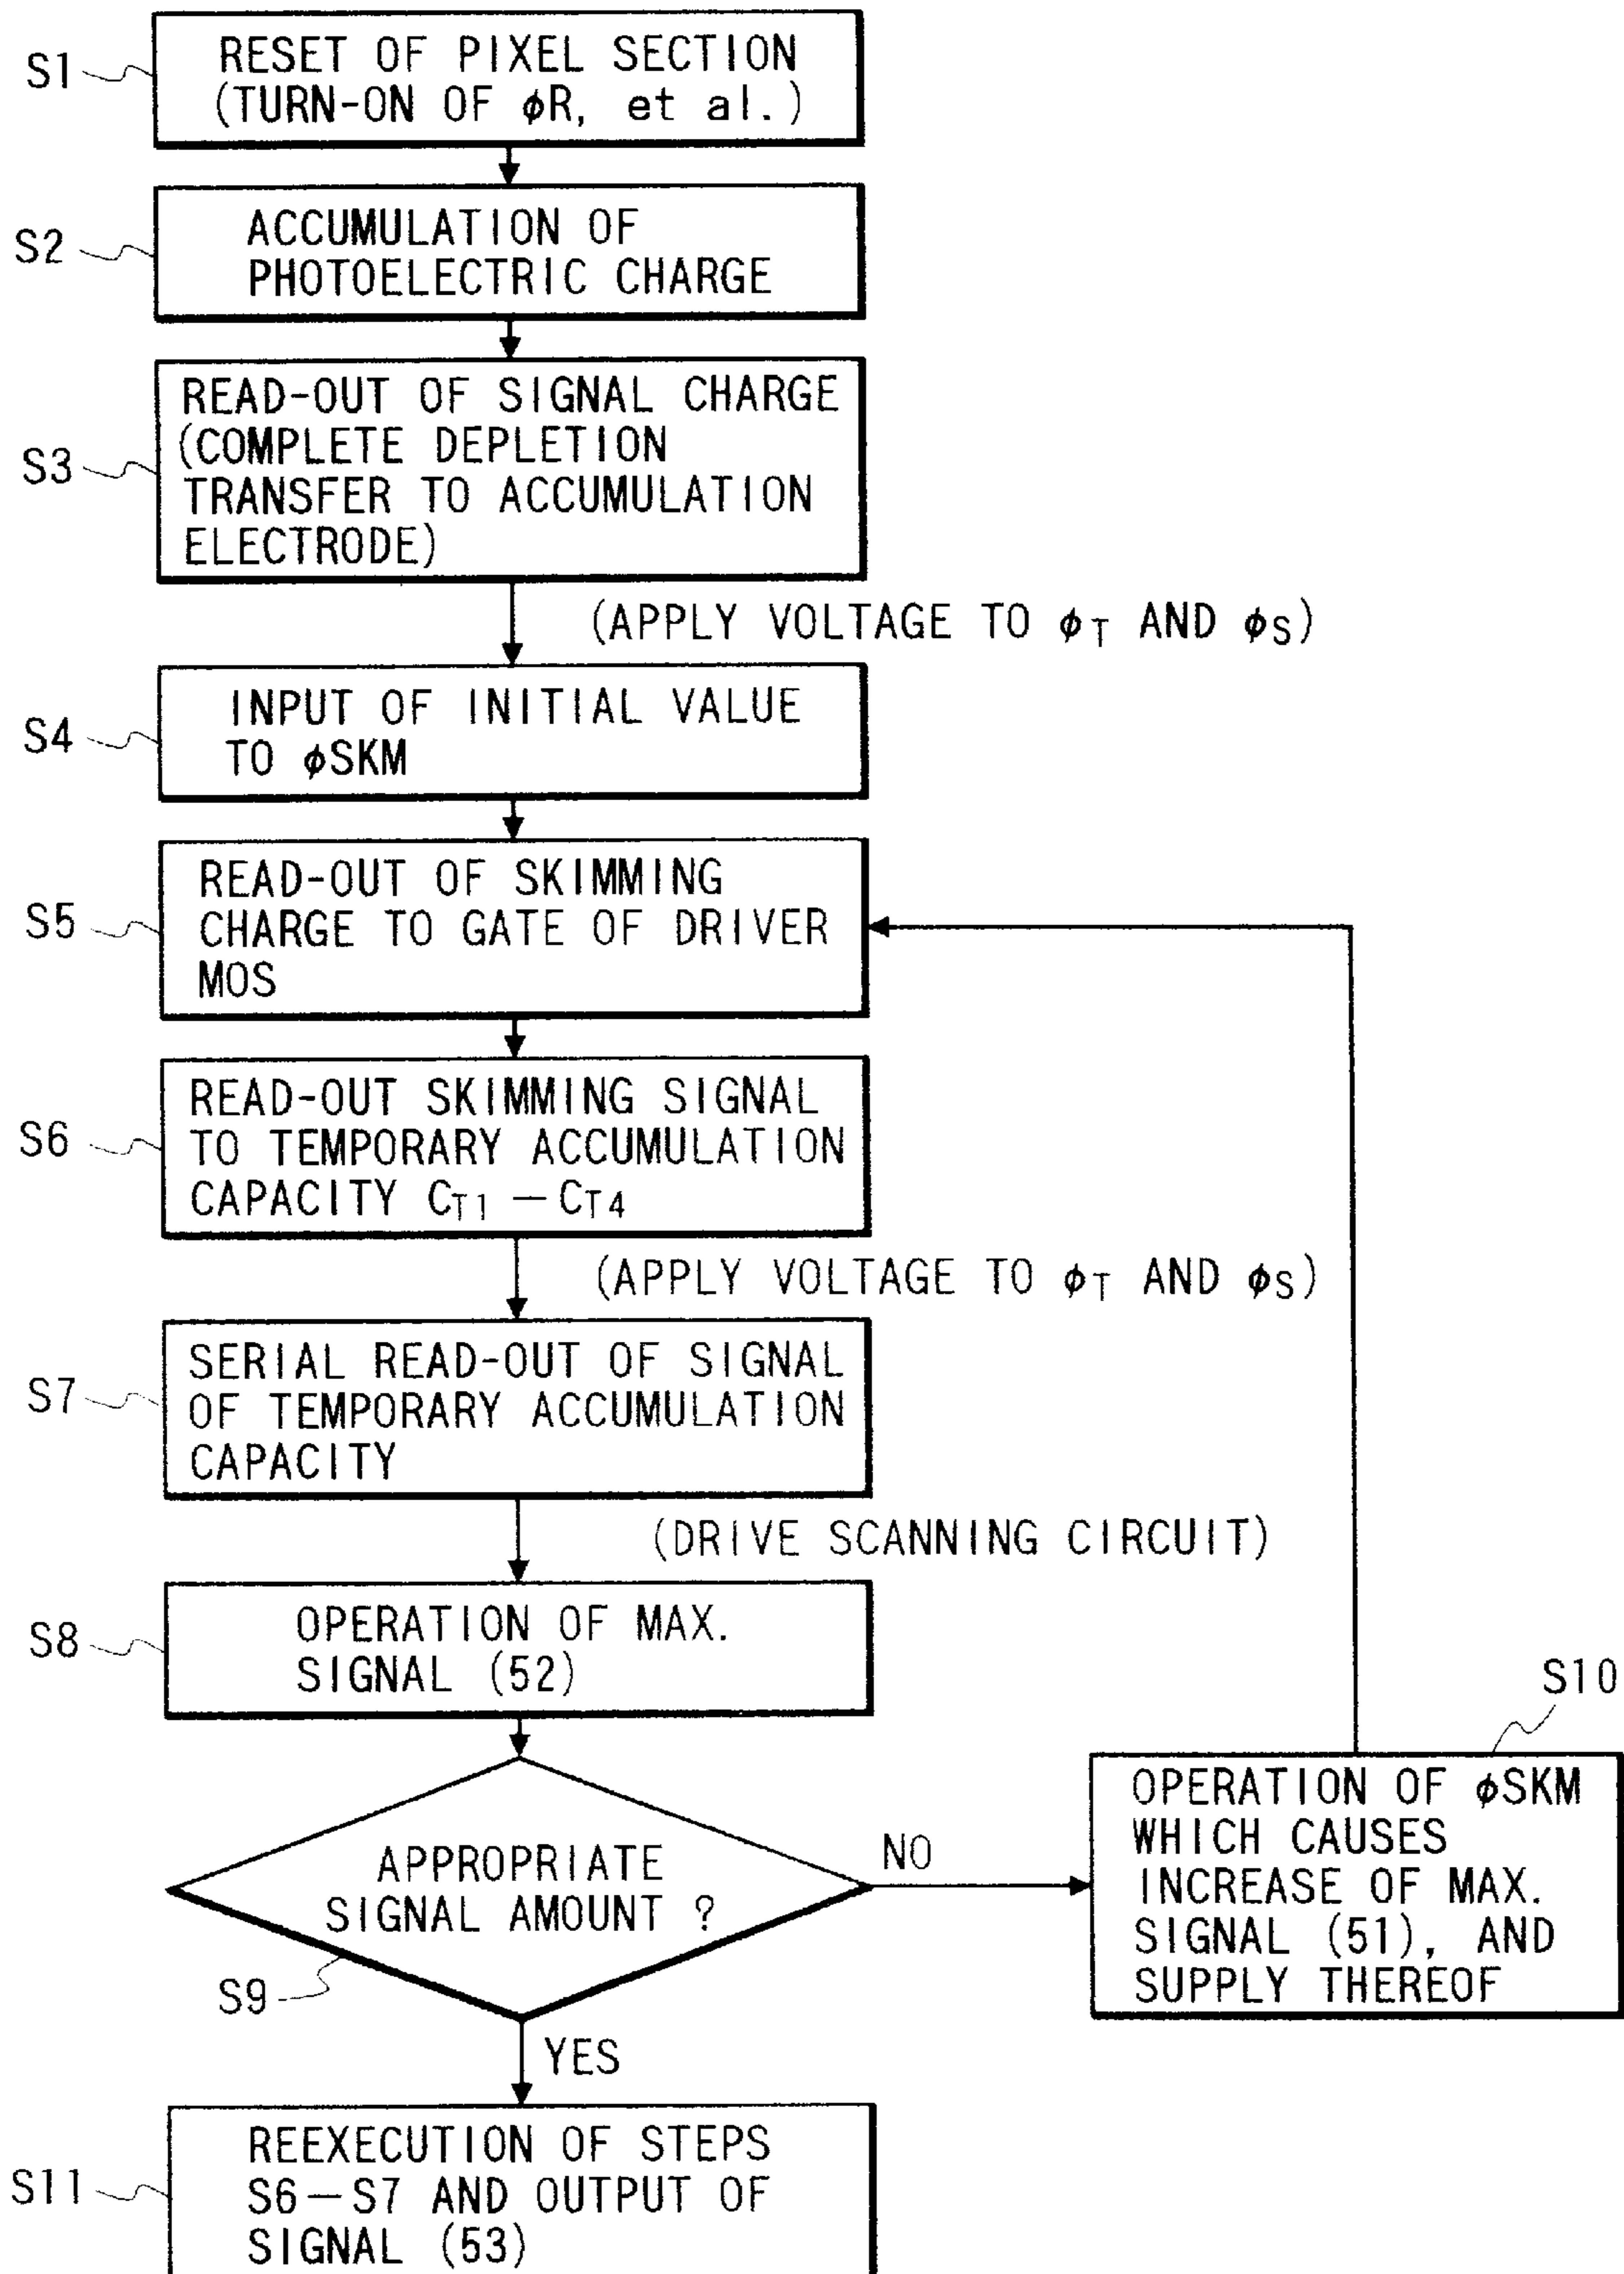 S1
RESET OF PIXEL SECTION
(TURN-ON OF ϕR, et al.)
S2
ACCUMULATION OF
PHOTOELECTRIC CHARGE
S3
READ-OUT OF SIGNAL CHARGE
(COMPLETE DEPLETION
TRANSFER TO ACCUMULATION
ELECTRODE)
(APPLY VOLTAGE TO ϕT AND ϕS)
S4
INPUT OF INITIAL VALUE
TO ϕSKM
S5
READ-OUT OF SKIMMING
CHARGE TO GATE OF DRIVER
MOS
S6
READ-OUT SKIMMING SIGNAL
TO TEMPORARY ACCUMULATION
CAPACITY CT1 — CT4
(APPLY VOLTAGE TO ϕT AND ϕS)
S7
SERIAL READ-OUT OF SIGNAL
OF TEMPORARY ACCUMULATION
CAPACITY
(DRIVE SCANNING CIRCUIT)
S8
OPERATION OF MAX.
SIGNAL (52)
S9
APPROPRIATE
SIGNAL AMOUNT ?
NO
S10
OPERATION OF ϕSKM
WHICH CAUSES
INCREASE OF MAX.
SIGNAL (51), AND
SUPPLY THEREOF
YES
S11
REEXECUTION OF STEPS
S6—S7 AND OUTPUT OF
SIGNAL (53)